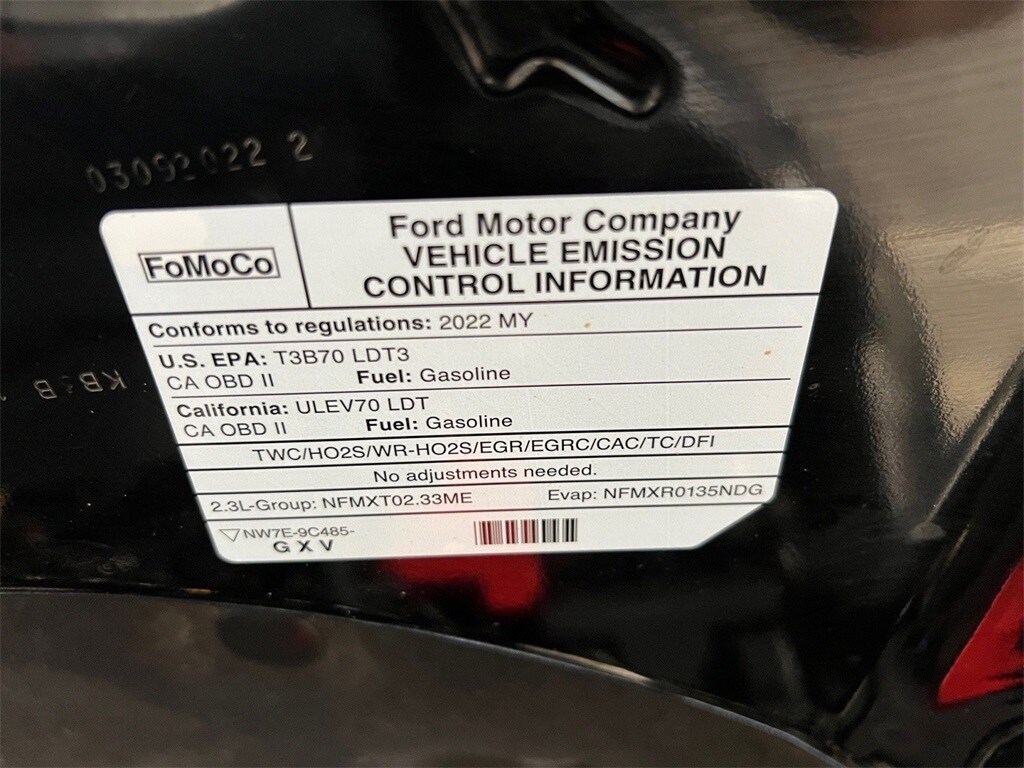 03092022 2
FoMoCo
Ford Motor Company
VEHICLE EMISSION
CONTROL INFORMATION
Conforms to regulations: 2022 MY
U.S. EPA: T3B70 LDT3
CA OBD II Fuel: Gasoline
California: ULEV70 LDT
CA OBD II Fuel: Gasoline
TWC/HO2S/WR-HO2S/EGR/EGRC/CAC/TC/DFI
No adjustments needed.
2.3L-Group: NFMXT02.33ME Evap: NFMXR0135NDG
NW7E-9C485-
G X V